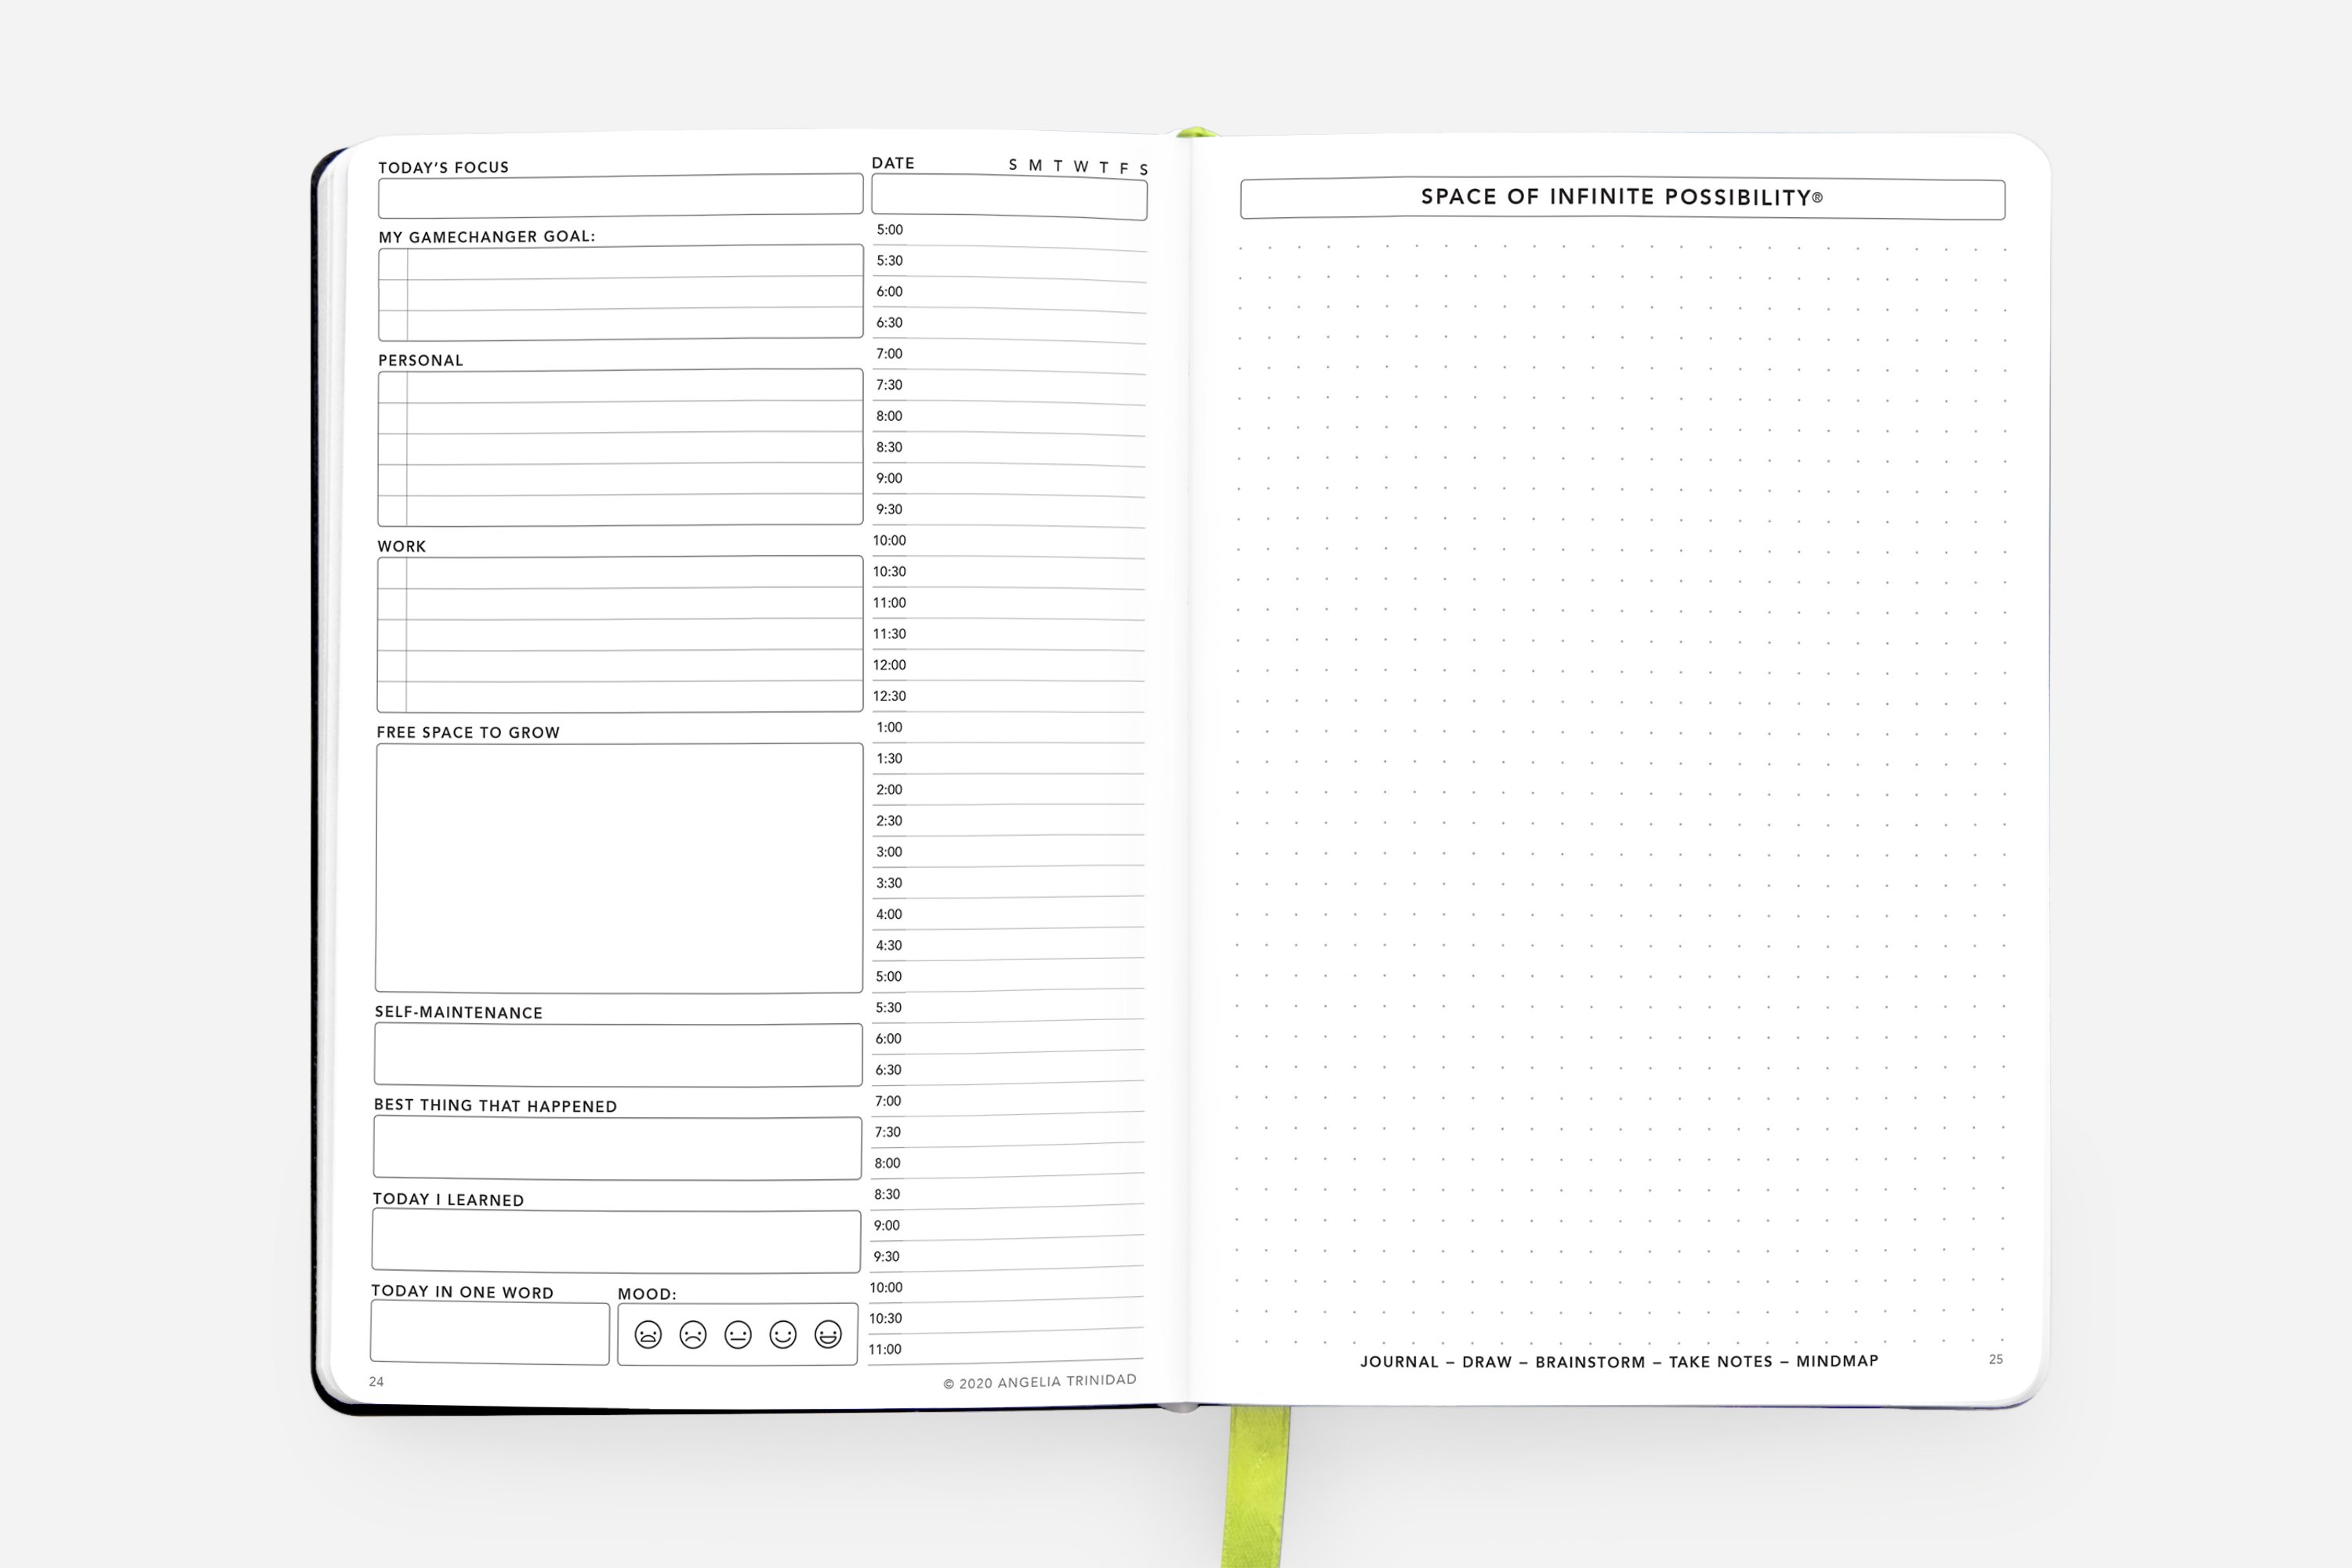 TODAY'S FOCUS
DATE
S M T W T F S
MY GAMECHANGER GOAL:
PERSONAL
WORK
FREE SPACE TO GROW
SELF-MAINTENANCE
BEST THING THAT HAPPENED
TODAY I LEARNED
TODAY IN ONE WORD
MOOD:
5:00
5:30
6:00
6:30
7:00
7:30
8:00
8:30
9:00
9:30
10:00
10:30
11:00
11:30
12:00
12:30
1:00
1:30
2:00
2:30
3:00
3:30
4:00
4:30
5:00
5:30
6:00
6:30
7:00
7:30
8:00
8:30
9:00
9:30
10:00
10:30
11:00
24
© 2020 ANGELIA TRINIDAD
SPACE OF INFINITE POSSIBILITY®
JOURNAL – DRAW – BRAINSTORM – TAKE NOTES – MINDMAP
25